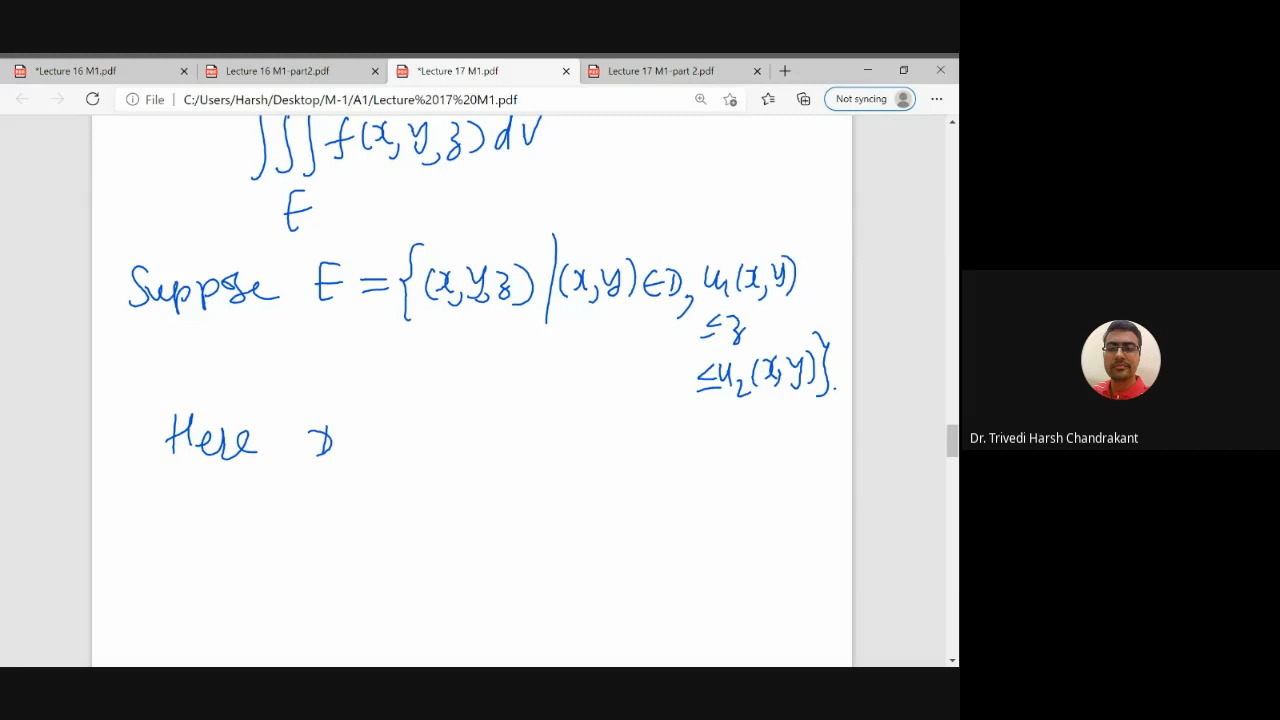 *Lecture 16 M1.pdf
Lecture 16 M1-part2.pdf
*Lecture 17 M1.pdf
Lecture 17 M1-part 2.pdf
File
C:/Users/Harsh/Desktop/M-1/A1/Lecture%2017%20M1.pdf
Not syncing
∫∫∫ f(x, y, z) dV
E
Suppose E = {(x, y, z) | (x, y) ∈ D, u₁(x, y)
≤ z
≤ u₂(x, y)}.
Here D
Dr. Trivedi Harsh Chandrakant